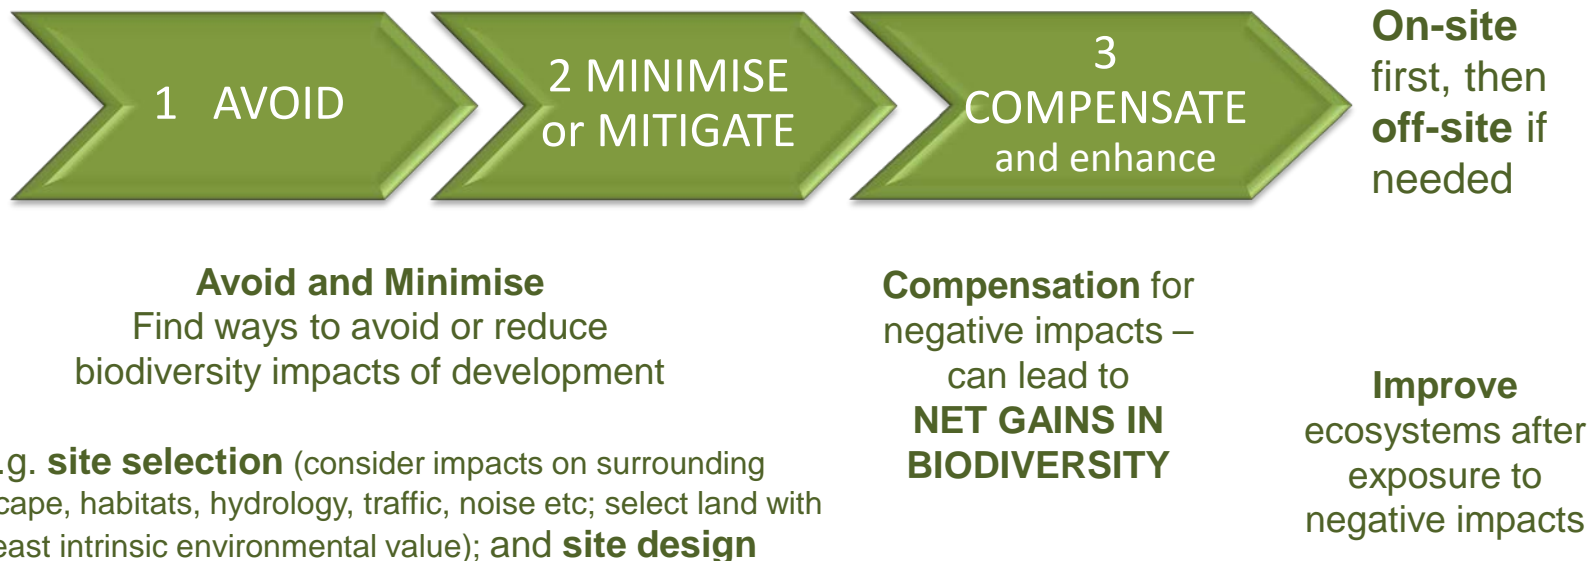 1 AVOID
2 MINIMISE
or MITIGATE
3
COMPENSATE
and enhance
On-site
first, then
off-site if
needed
Avoid and Minimise
Find ways to avoid or reduce
biodiversity impacts of development
.g. site selection (consider impacts on surrounding
cape, habitats, hydrology, traffic, noise etc; select land with
east intrinsic environmental value); and site design
Compensation for
negative impacts –
can lead to
NET GAINS IN
BIODIVERSITY
Improve
ecosystems after
exposure to
negative impacts